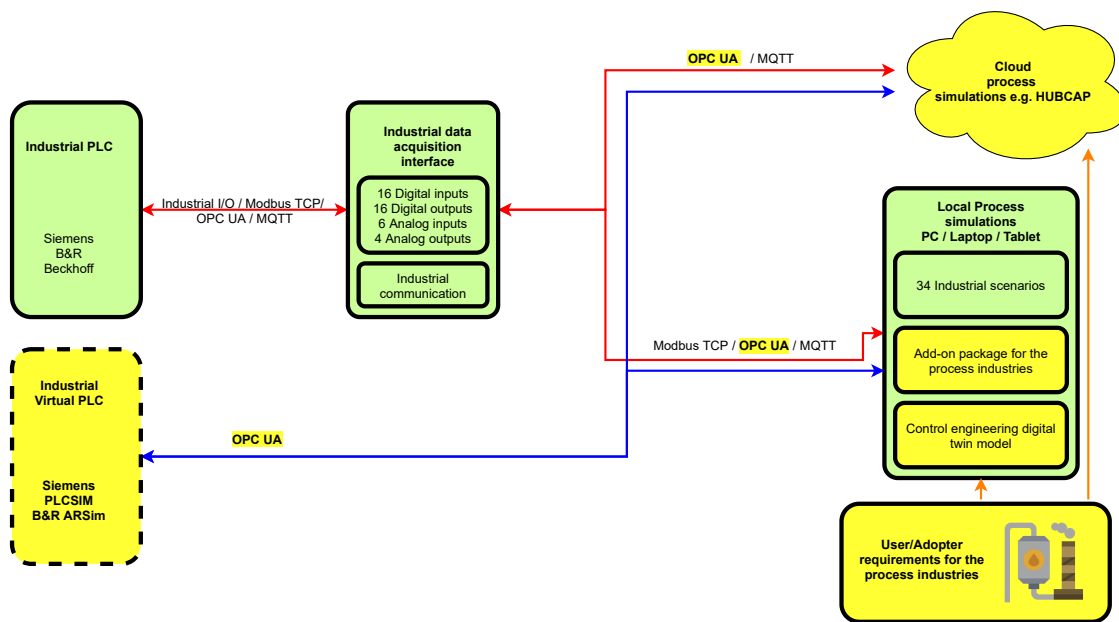 OPC UA / MQTT
Cloud
process
simulations e.g. HUBCAP
Industrial PLC
Siemens
B&R
Beckhoff
Industrial I/O / Modbus TCP/
OPC UA / MQTT
Industrial data
acquisition
interface
16 Digital inputs
16 Digital outputs
6 Analog inputs
4 Analog outputs
Industrial
communication
Local Process
simulations
PC / Laptop / Tablet
34 Industrial scenarios
Add-on package for the
process industries
Control engineering digital
twin model
Modbus TCP / OPC UA / MQTT
Industrial
Virtual PLC
Siemens
PLCSIM
B&R ARSim
OPC UA
User/Adopter
requirements for the
process industries